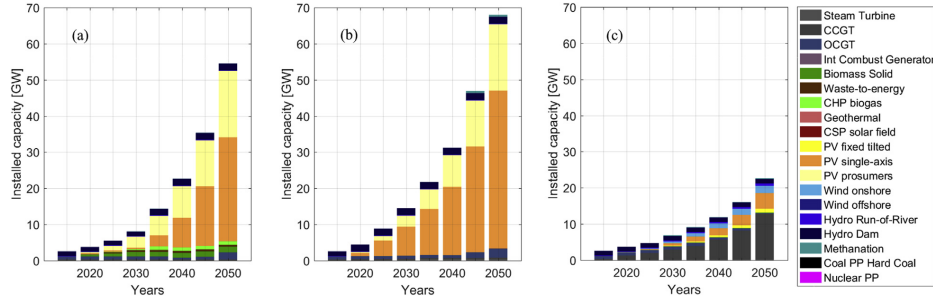 (a)
Installed capacity [GW]
70
60
50
40
30
20
10
0
2020
2030
2040
2050
Years
(b)
Installed capacity [GW]
70
60
50
40
30
20
10
0
2020
2030
2040
2050
Years
(c)
Installed capacity [GW]
70
60
50
40
30
20
10
0
2020
2030
2040
2050
Years
Steam Turbine
CCGT
OCGT
Int Combust Generator
Biomass Solid
Waste-to-energy
CHP biogas
Geothermal
CSP solar field
PV fixed tilted
PV single-axis
PV prosumers
Wind onshore
Wind offshore
Hydro Run-of-River
Hydro Dam
Methanation
Coal PP Hard Coal
Nuclear PP